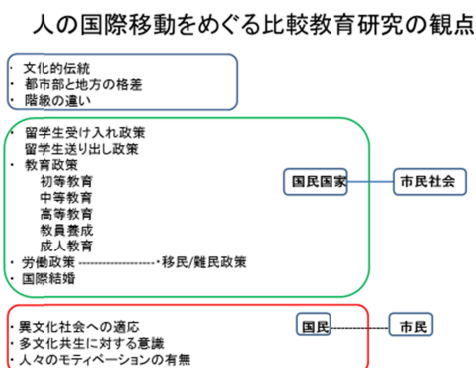 人の国際移動をめぐる比較教育研究の観点
・ 文化的伝統
・ 都市部と地方の格差
・ 階級の違い
・ 留学生受け入れ政策
留学生送り出し政策
・ 教育政策
初等教育
中等教育
高等教育
教員養成
成人教育
・ 労働政策 --------------------・移民/難民政策
・ 国際結婚
国民国家
市民社会
・異文化社会への適応
・多文化共生に対する意識
・人々のモティベーションの有無
国民
市民